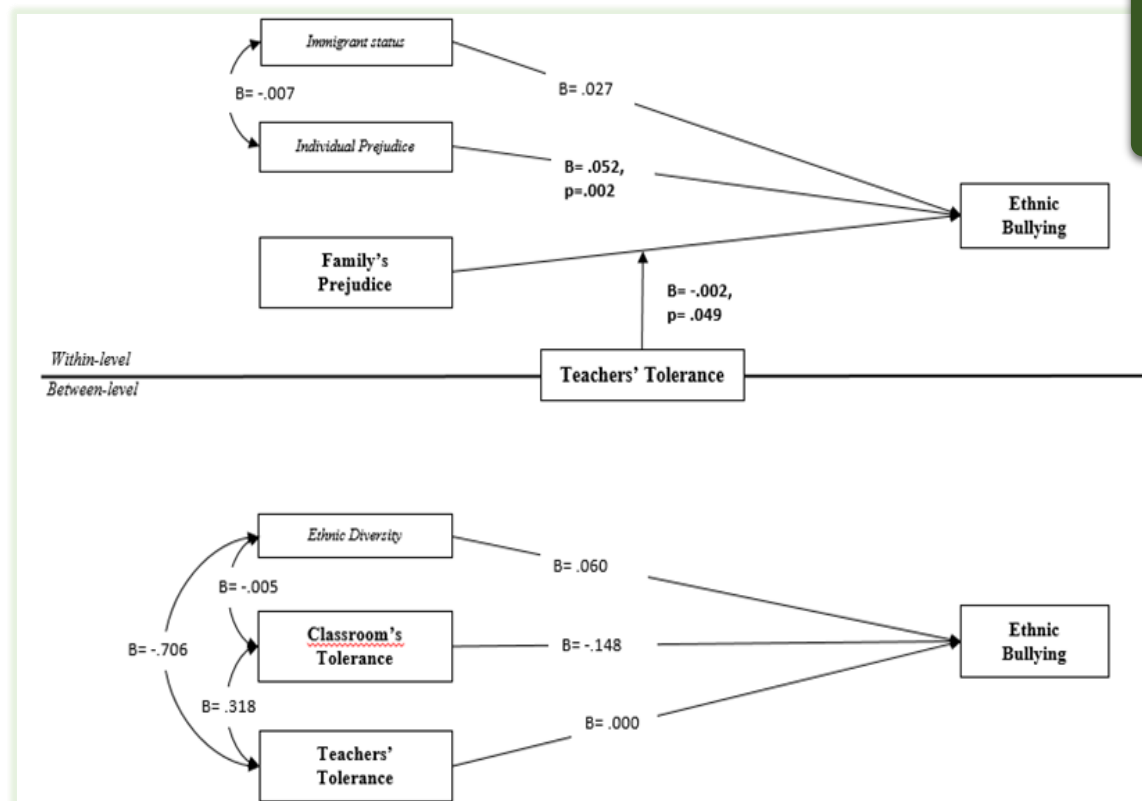 Immigrant status
B= -.007
B= .027
Individual Prejudice
B= .052,
p=.002
Ethnic
Bullying
Family's
Prejudice
B= -.002,
p= .049
Within-level
Teachers' Tolerance
Between-level
Ethnic Diversity
B= .060
B= -.005
Classroom's
Tolerance
B= -.148
Ethnic
Bullying
B= -.706
B= .318
B= .000
Teachers'
Tolerance